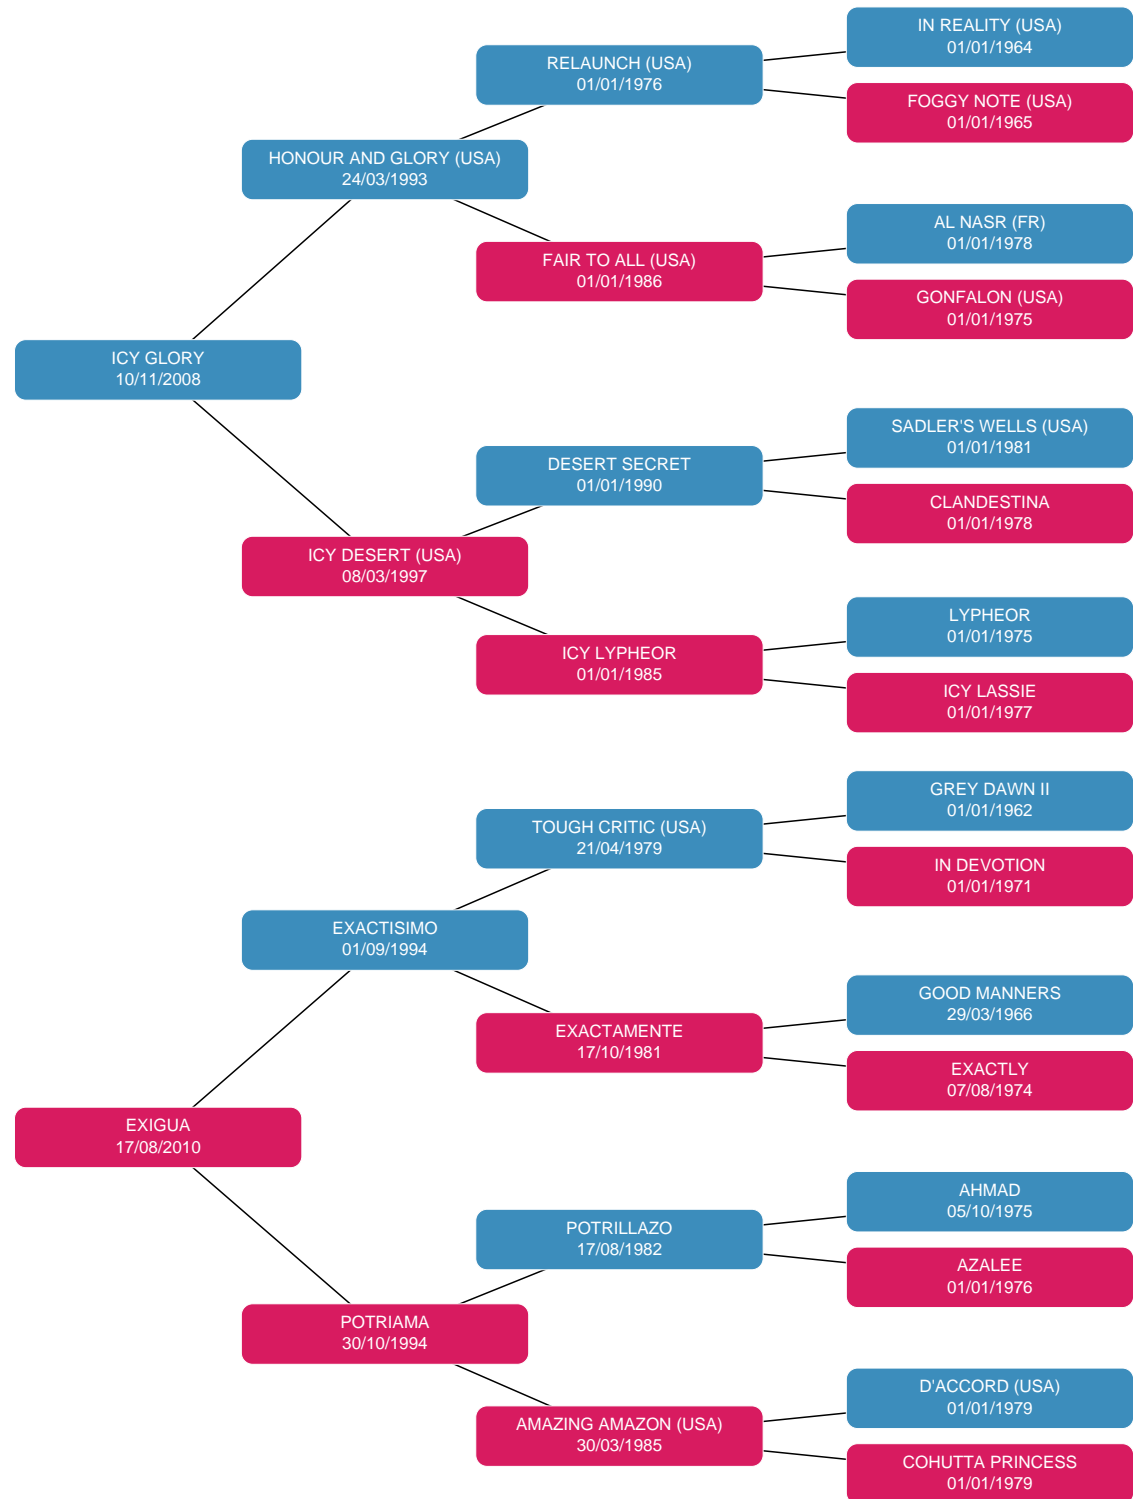 IN REALITY (USA)
01/01/1964
RELAUNCH (USA)
01/01/1976
FOGGY NOTE (USA)
01/01/1965
HONOUR AND GLORY (USA)
24/03/1993
AL NASR (FR)
01/01/1978
FAIR TO ALL (USA)
01/01/1986
GONFALON (USA)
01/01/1975
ICY GLORY
10/11/2008
SADLER'S WELLS (USA)
01/01/1981
DESERT SECRET
01/01/1990
CLANDESTINA
01/01/1978
ICY DESERT (USA)
08/03/1997
LYPHEOR
01/01/1975
ICY LYPHEOR
01/01/1985
ICY LASSIE
01/01/1977
GREY DAWN II
01/01/1962
TOUGH CRITIC (USA)
21/04/1979
IN DEVOTION
01/01/1971
EXACTISIMO
01/09/1994
GOOD MANNERS
29/03/1966
EXACTAMENTE
17/10/1981
EXACTLY
07/08/1974
EXIGUA
17/08/2010
AHMAD
05/10/1975
POTRILLAZO
17/08/1982
AZALEE
01/01/1976
POTRIAMA
30/10/1994
D'ACCORD (USA)
01/01/1979
AMAZING AMAZON (USA)
30/03/1985
COHUTTA PRINCESS
01/01/1979